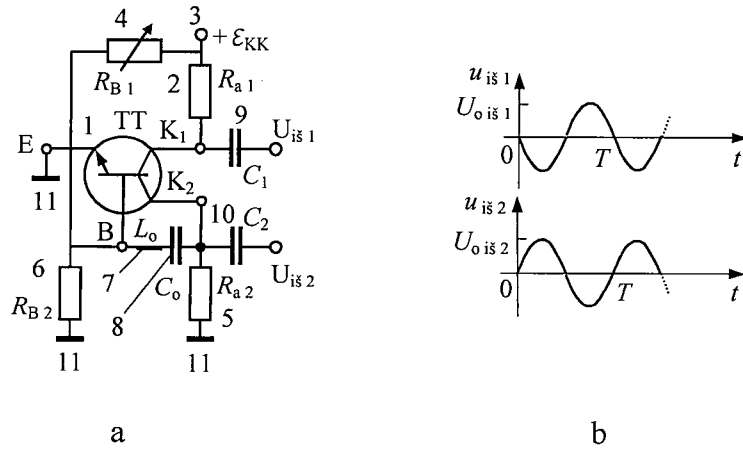 3
+ ℰKK
4
RB 1
2
Ra 1
9
Uiš 1
1
TT
K1
E
C1
11
K2
10
C2
B
Lo
6
7
Co
Ra 2
Uiš 2
RB 2
8
5
11
11
a
uiš 1
Uo iš 1
0
T
t
uiš 2
Uo iš 2
0
T
t
b